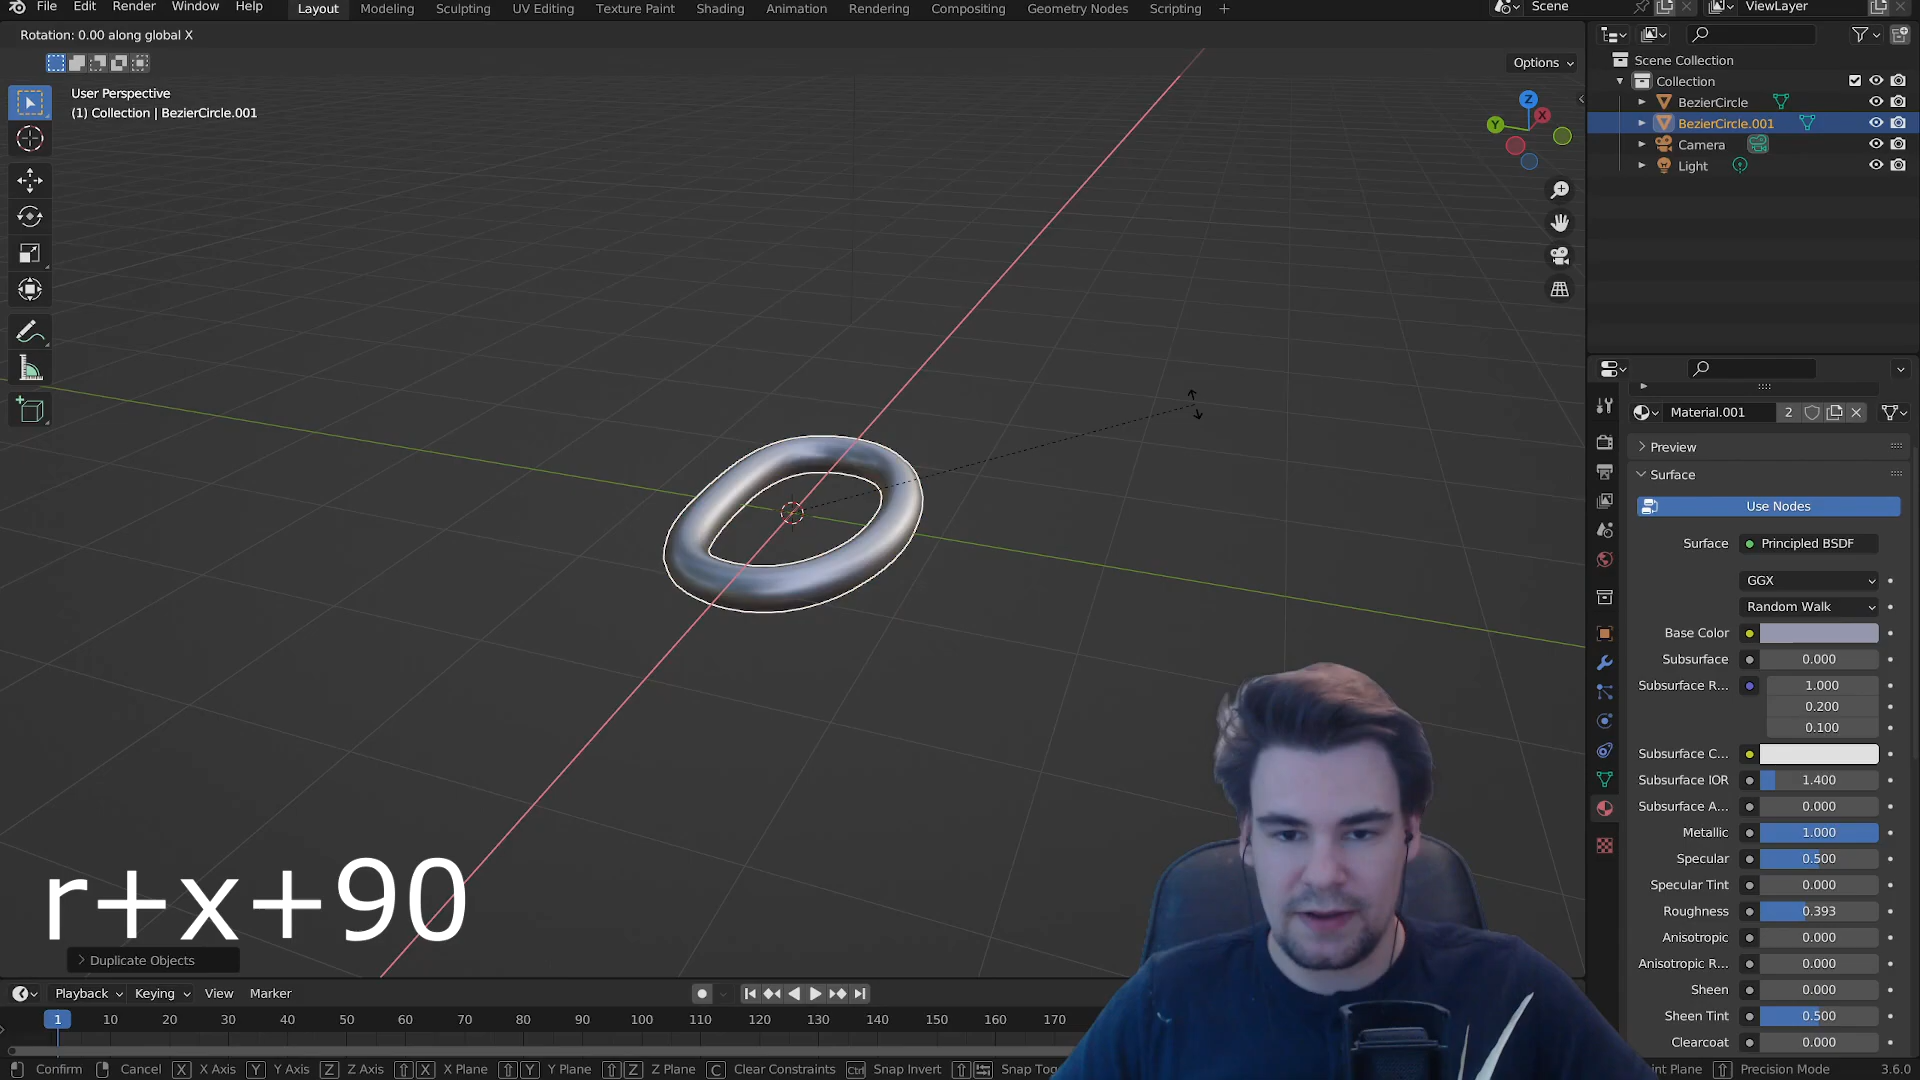 File Edit Render Window Help Layout Modeling Sculpting UV Editing Texture Paint Shading Animation Rendering Compositing Geometry Nodes Scripting + Scene ViewLayer
Rotation: 0.00 along global X
Options
User Perspective
(1) Collection | BezierCircle.001
Scene Collection
Collection
BezierCircle
BezierCircle.001
Camera
Light
Z
X
Y
Material.001 2
Preview
Surface
Use Nodes
Surface Principled BSDF
GGX
Random Walk
Base Color
Subsurface 0.000
Subsurface R... 1.000
0.200
0.100
Subsurface C...
Subsurface IOR 1.400
Subsurface A... 0.000
Metallic 1.000
Specular 0.500
Specular Tint 0.000
Roughness 0.393
Anisotropic 0.000
Anisotropic R... 0.000
Sheen 0.000
Sheen Tint 0.500
Clearcoat 0.000
r+x+90
Duplicate Objects
Playback Keying View Marker
1 10 20 30 40 50 60 70 80 90 100 110 120 130 140 150 160 170
Confirm Cancel X X Axis Y Y Axis Z Z Axis X X Plane Y Y Plane Z Z Plane C Clear Constraints Ctrl Snap Invert Snap Tog Plane Precision Mode 3.6.0